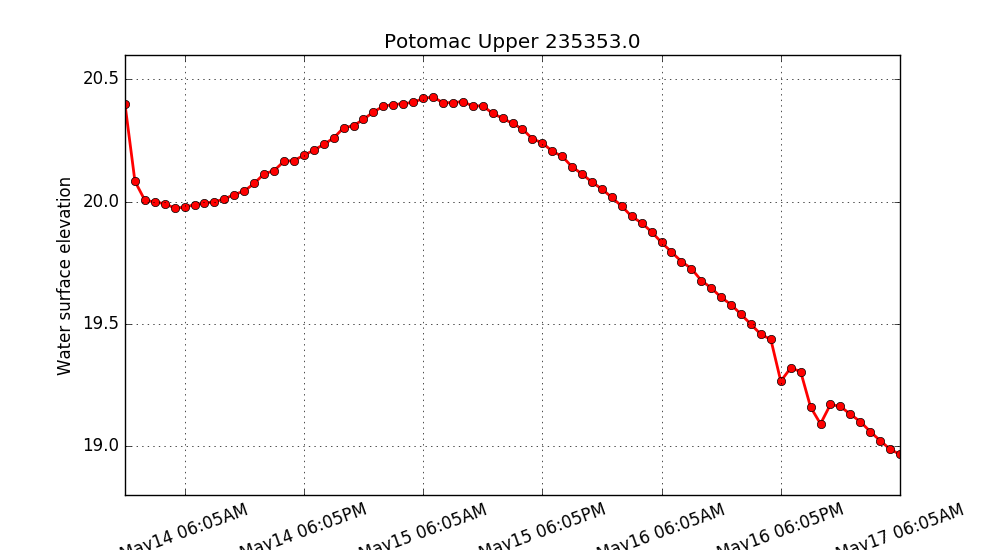 Potomac Upper 235353.0
20.5
20.0
19.5
19.0
Water surface elevation
May14 06:05AM
May14 06:05PM
May15 06:05AM
May15 06:05PM
May16 06:05AM
May16 06:05PM
May17 06:05AM